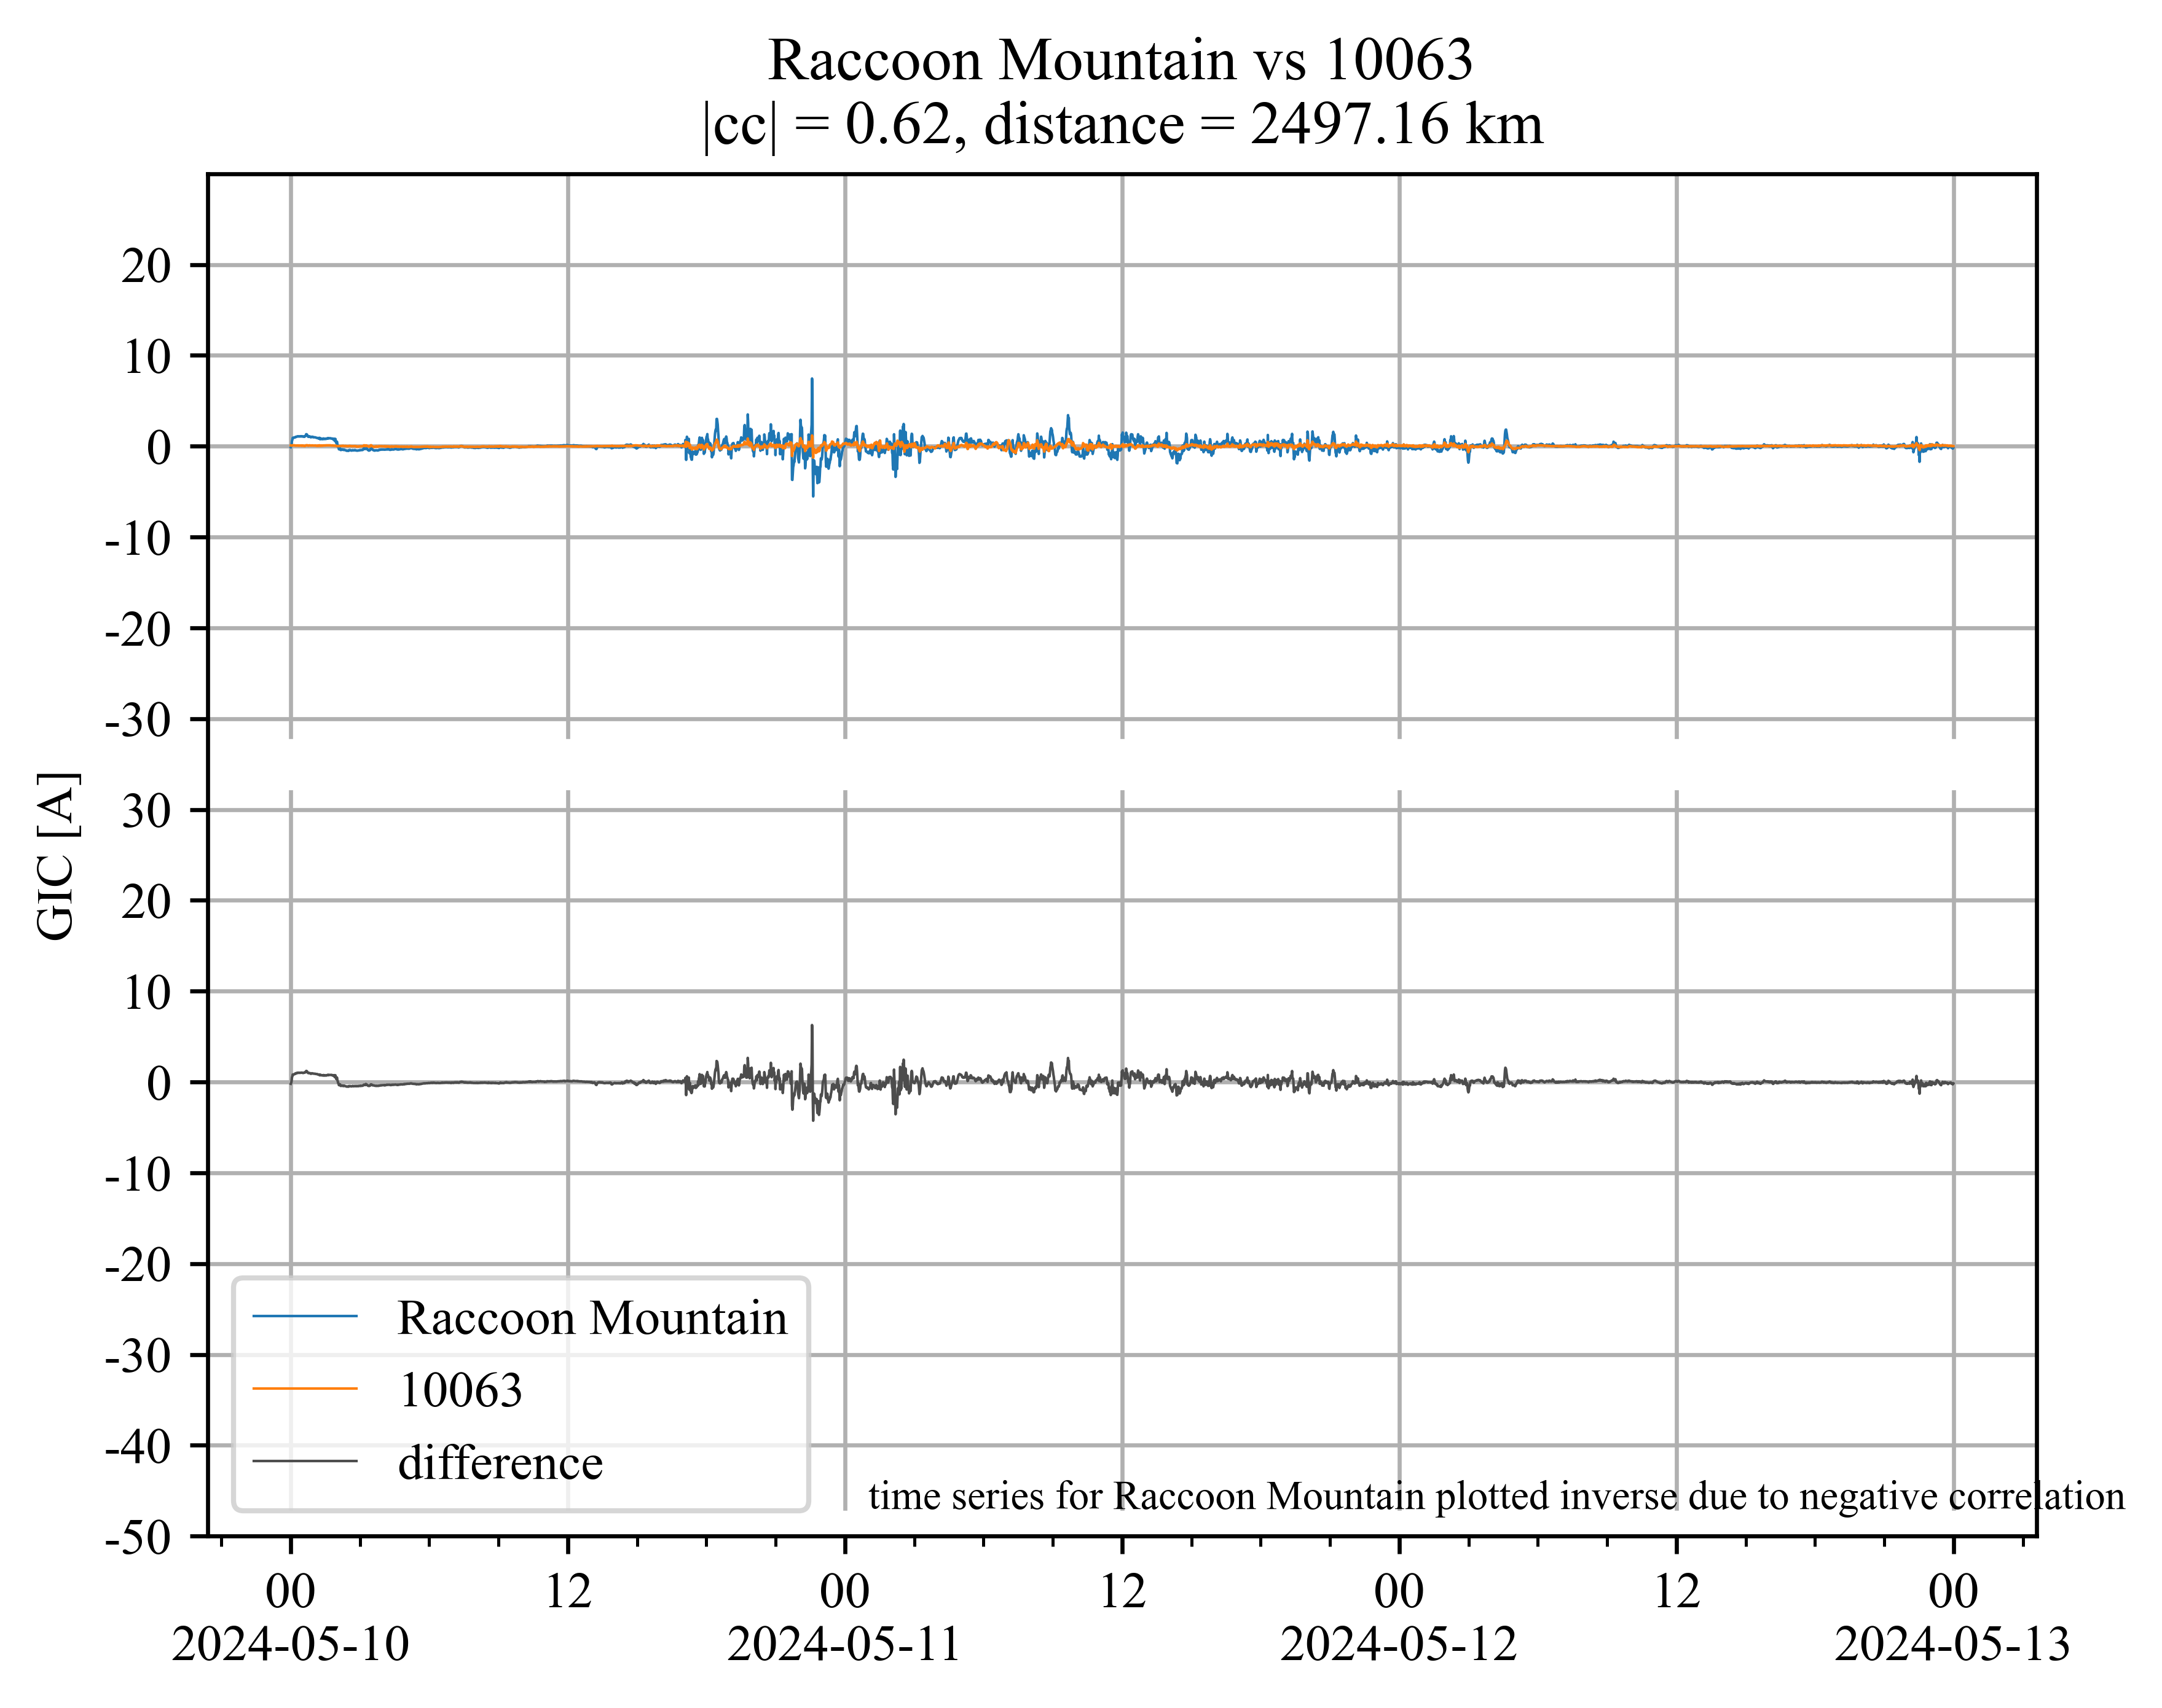 Raccoon Mountain vs 10063
|cc| = 0.62, distance = 2497.16 km
GIC [A]
20
10
0
-10
-20
-30
30
20
10
0
-10
-20
-30
-40
-50
Raccoon Mountain
10063
difference
time series for Raccoon Mountain plotted inverse due to negative correlation
00 12 00 12 00 12 00
2024-05-10 2024-05-11 2024-05-12 2024-05-13